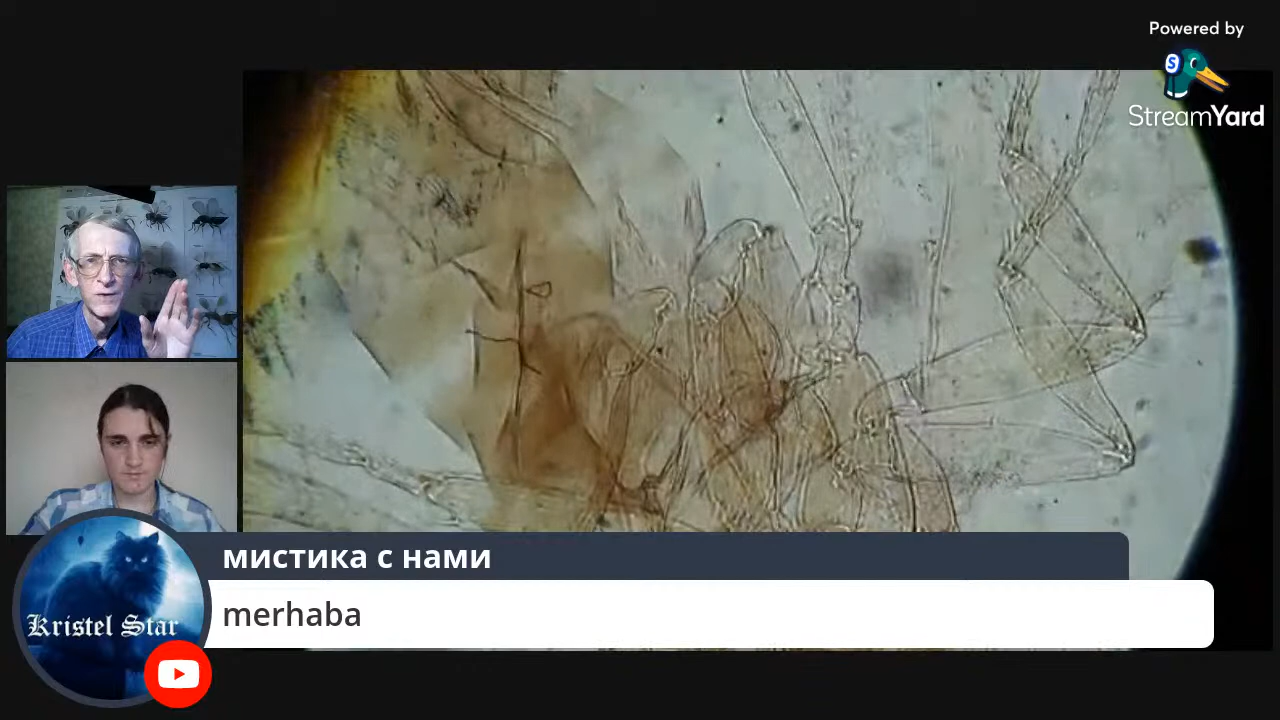 Powered by
S
StreamYard
мистика с нами
merhaba
Kristel Star